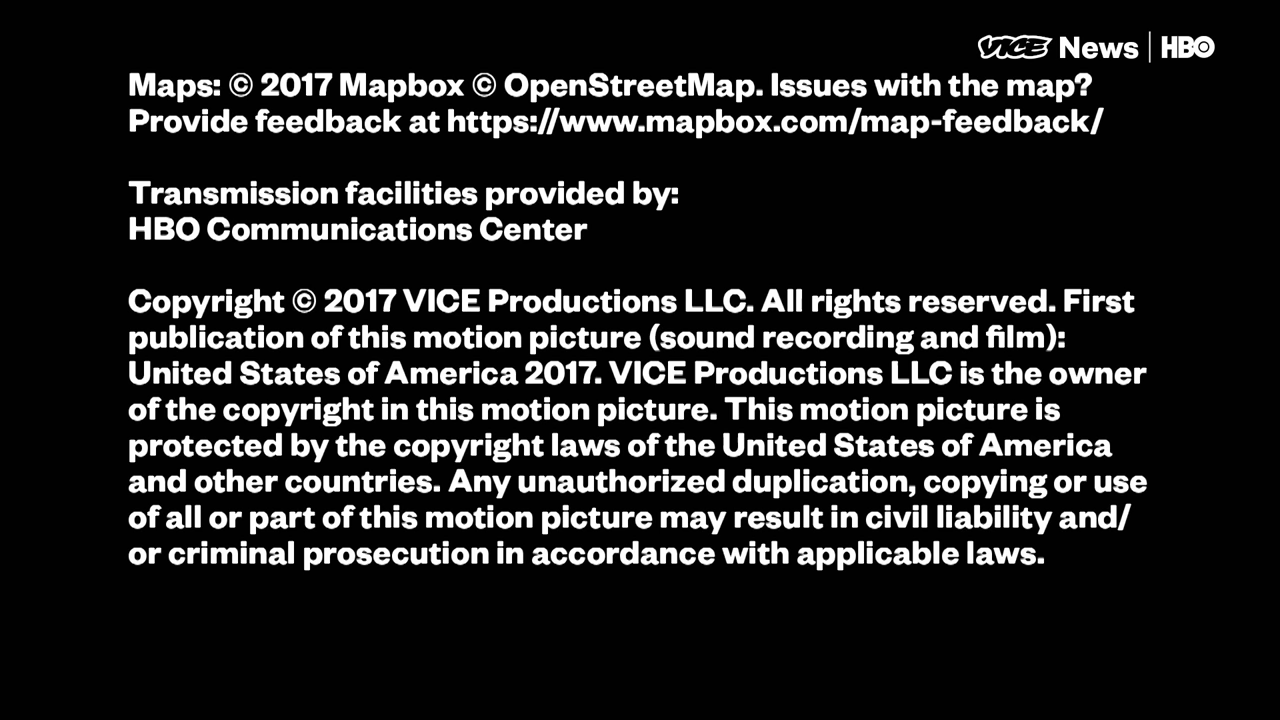 VICE News | HBO
Maps: © 2017 Mapbox © OpenStreetMap. Issues with the map?
Provide feedback at https://www.mapbox.com/map-feedback/
Transmission facilities provided by:
HBO Communications Center
Copyright © 2017 VICE Productions LLC. All rights reserved. First
publication of this motion picture (sound recording and film):
United States of America 2017. VICE Productions LLC is the owner
of the copyright in this motion picture. This motion picture is
protected by the copyright laws of the United States of America
and other countries. Any unauthorized duplication, copying or use
of all or part of this motion picture may result in civil liability and/
or criminal prosecution in accordance with applicable laws.